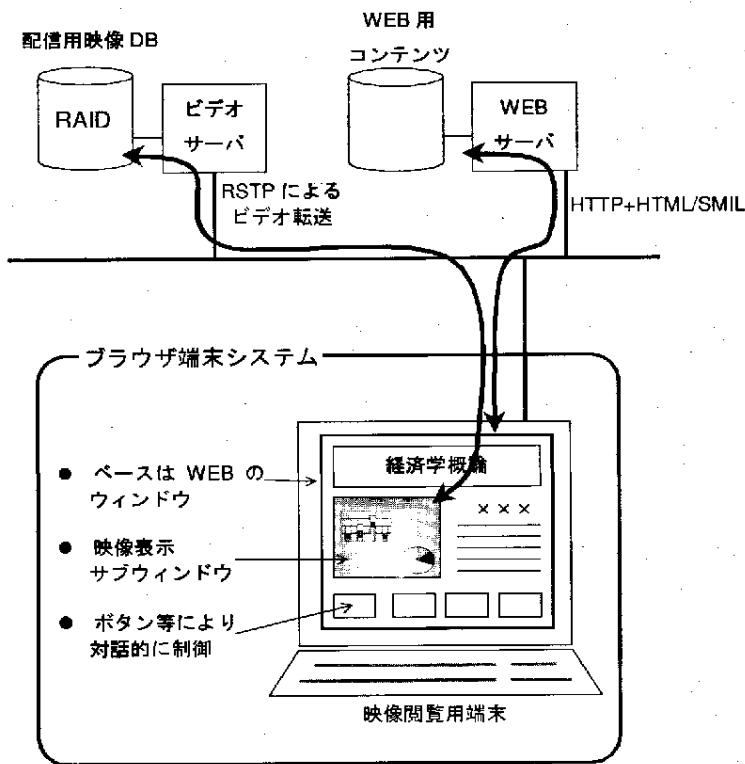 配信用映像 DB
RAID
ビデオ
サーバ
WEB 用
コンテンツ
WEB
サーバ
RSTP による
ビデオ転送
HTTP+HTML/SMIL
ブラウザ端末システム
● ベースは WEB の
ウィンドウ
● 映像表示
サブウィンドウ
● ボタン等により
対話的に制御
経済学概論
× × ×
映像閲覧用端末